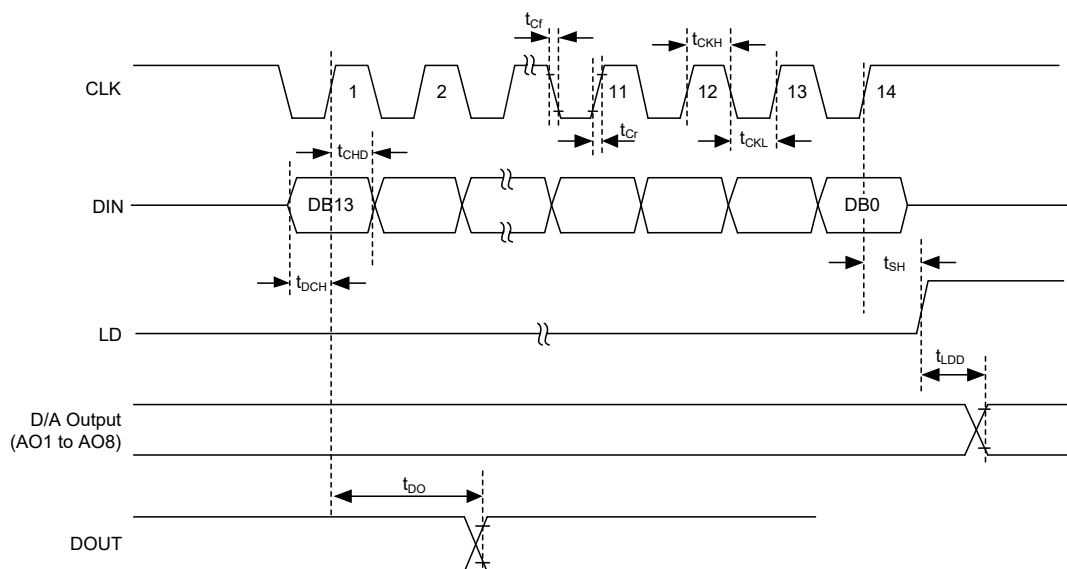 tCf
tCKH
CLK
1
2
11
12
13
14
tCr
tCKL
tCHD
DIN
DB13
DB0
tDCH
tSH
LD
tLDD
D/A Output
(AO1 to AO8)
tDO
DOUT